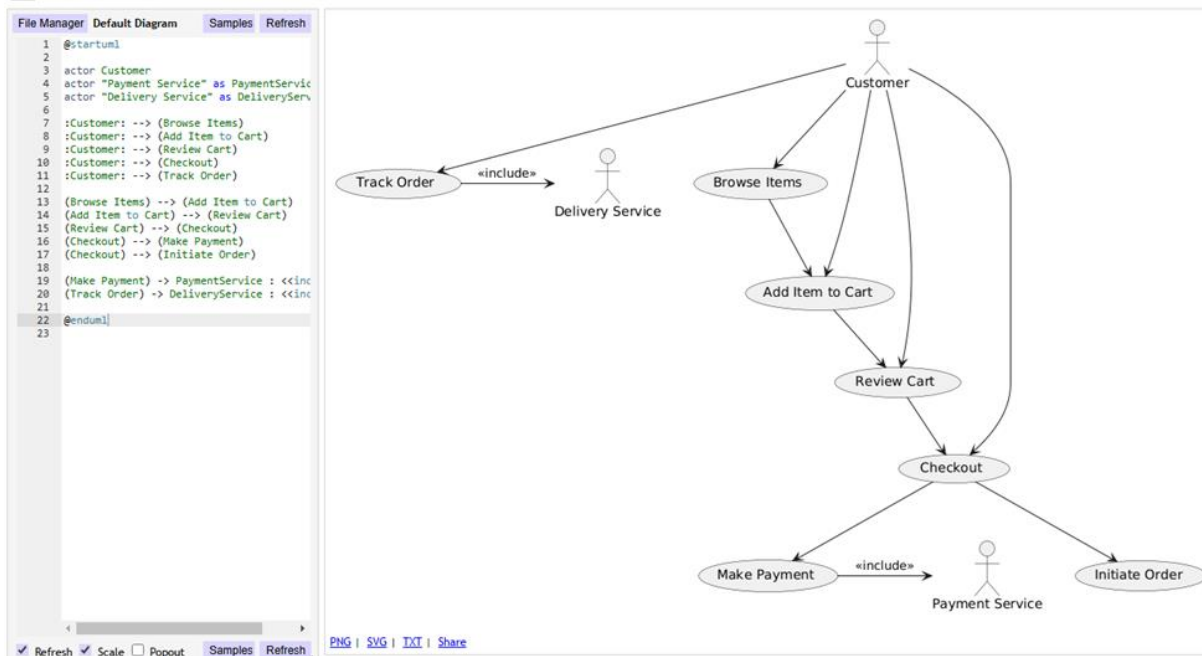 File Manager Default Diagram Samples Refresh
1 @startuml
2
3 actor Customer
4 actor "Payment Service" as PaymentServic
5 actor "Delivery Service" as DeliveryServ
6
7 :Customer: --> (Browse Items)
8 :Customer: --> (Add Item to Cart)
9 :Customer: --> (Review Cart)
10 :Customer: --> (Checkout)
11 :Customer: --> (Track Order)
12
13 (Browse Items) --> (Add Item to Cart)
14 (Add Item to Cart) --> (Review Cart)
15 (Review Cart) --> (Checkout)
16 (Checkout) --> (Make Payment)
17 (Checkout) --> (Initiate Order)
18
19 (Make Payment) -> PaymentService : <<inc
20 (Track Order) -> DeliveryService : <<inc
21
22 @enduml
23
Refresh Scale Popout Samples Refresh
Customer
Track Order «include» Delivery Service
Browse Items
Add Item to Cart
Review Cart
Checkout
Make Payment «include» Payment Service
Initiate Order
PNG | SVG | TXT | Share